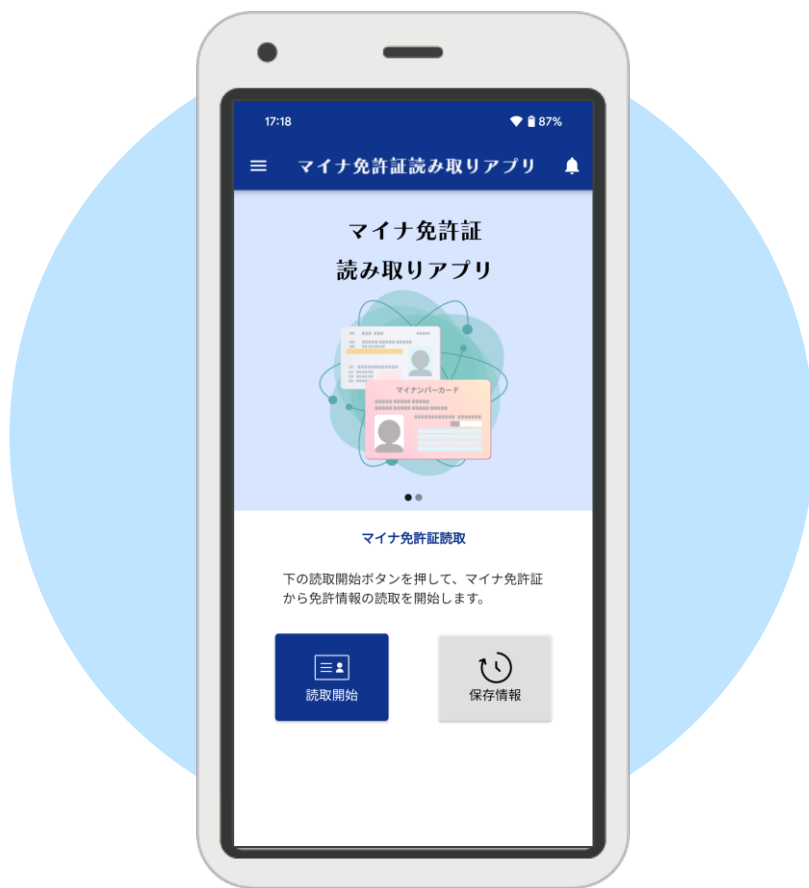 17:18 87%
マイナ免許証読み取りアプリ
マイナ免許証
読み取りアプリ
マイナンバーカード
マイナ免許証読取
下の読取開始ボタンを押して、マイナ免許証
から免許情報の読取を開始します。
読取開始
保存情報